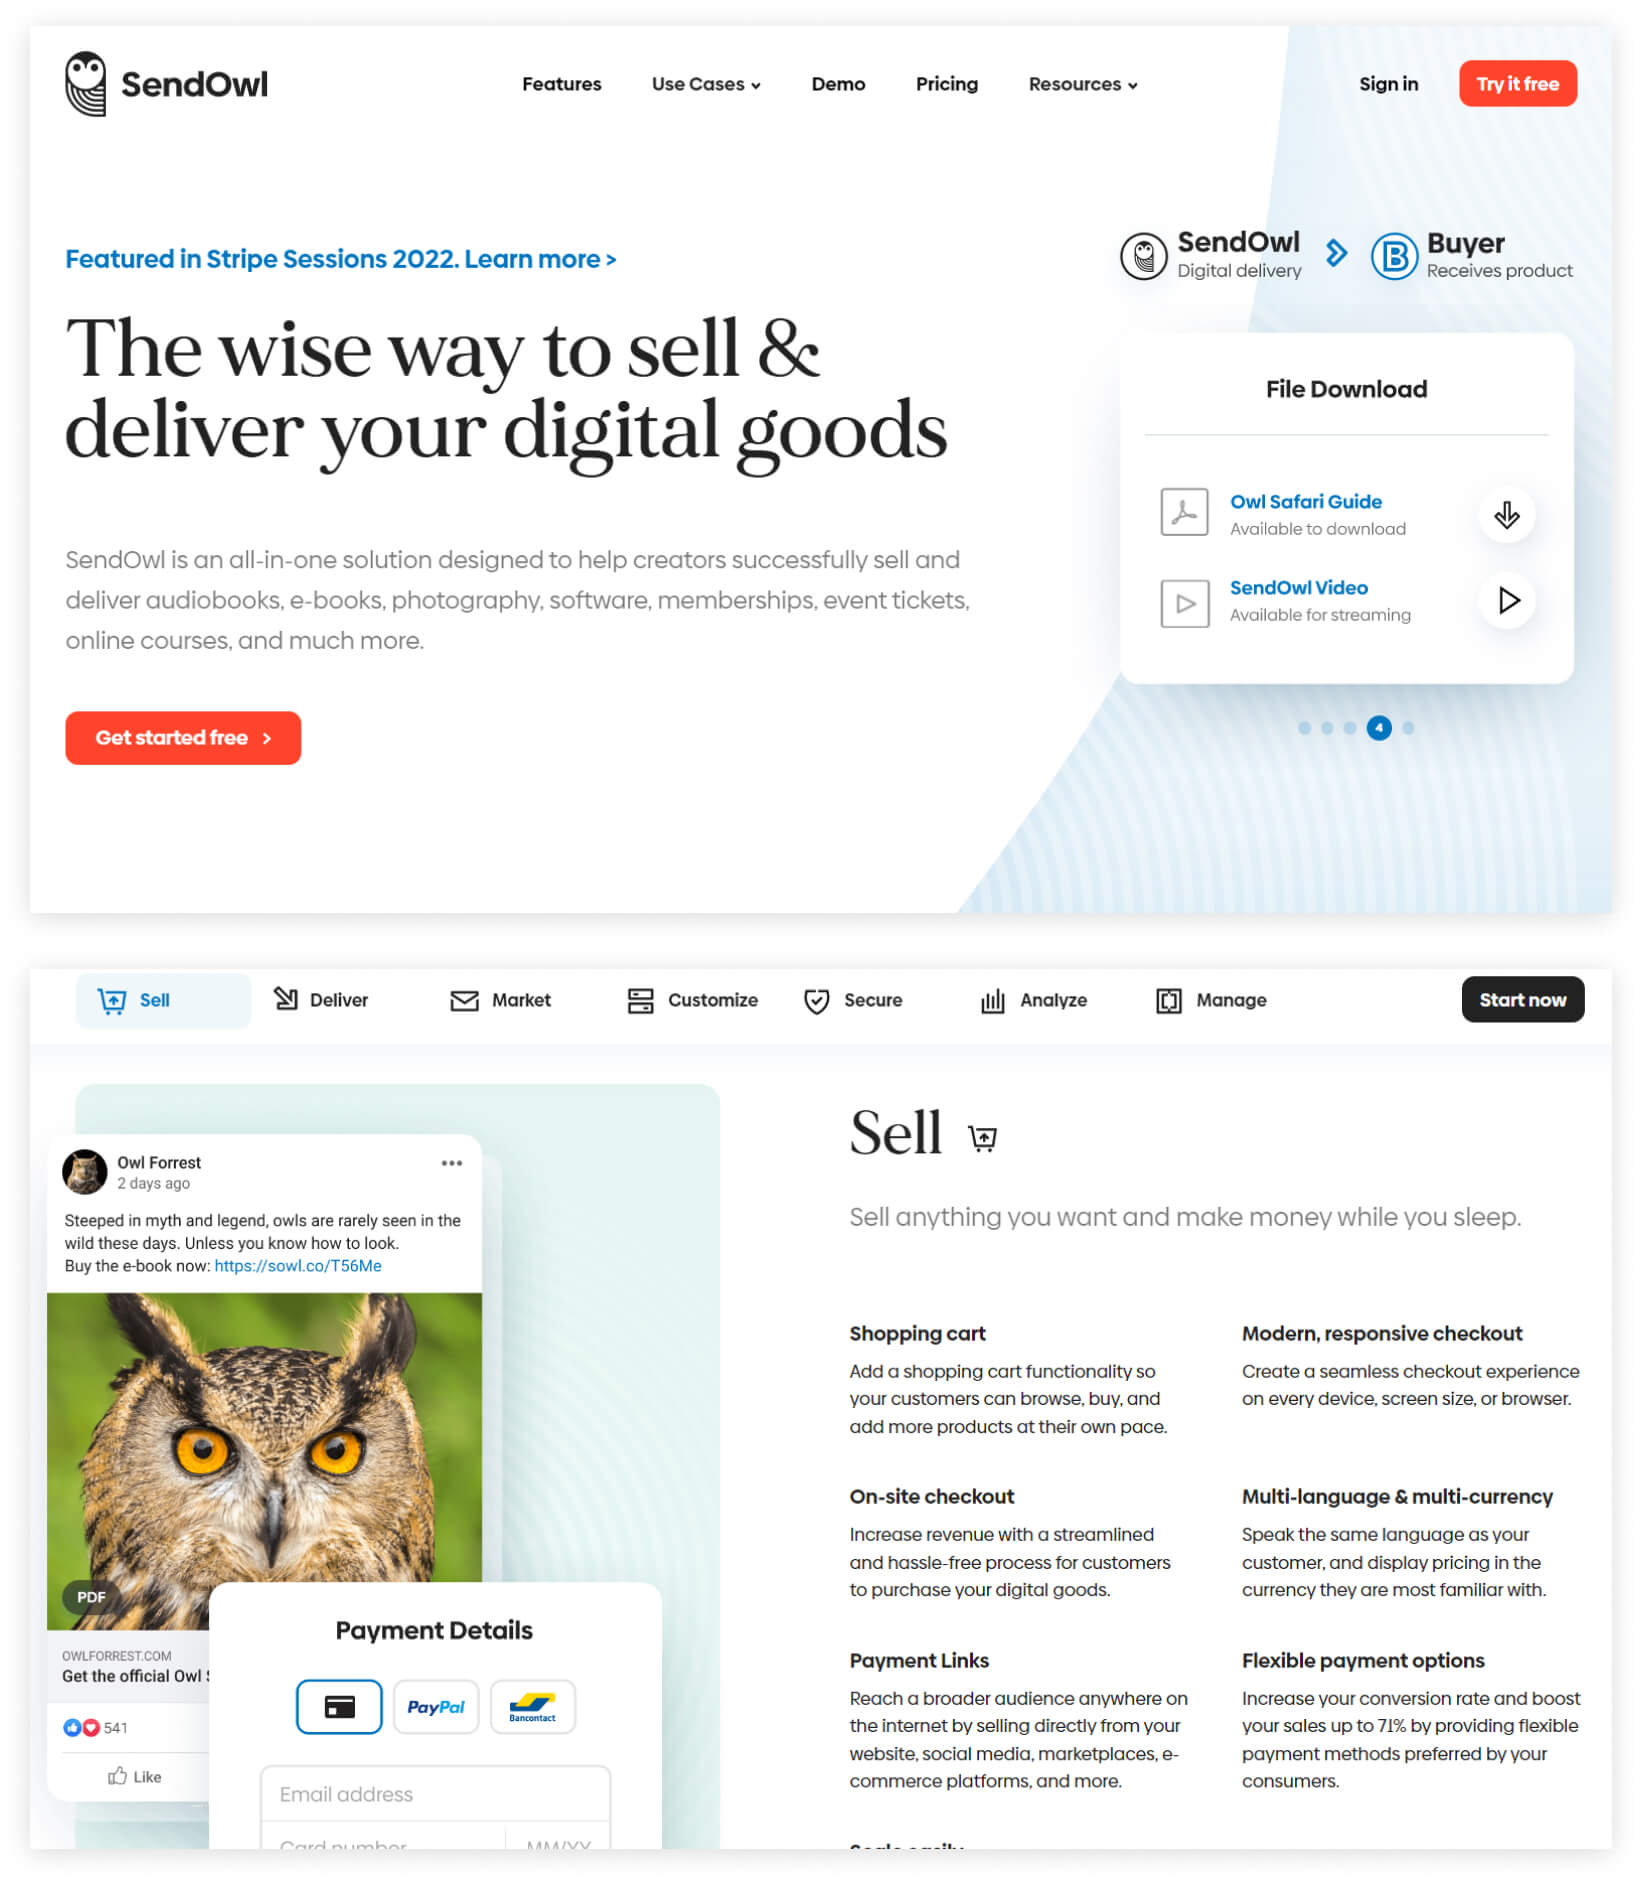 SendOwl
Features
Use Cases
Demo
Pricing
Resources
Sign in
Try it free
Featured in Stripe Sessions 2022. Learn more >
The wise way to sell &
deliver your digital goods
SendOwl is an all-in-one solution designed to help creators successfully sell and
deliver audiobooks, e-books, photography, software, memberships, event tickets,
online courses, and much more.
Get started free >
SendOwl
Digital delivery
B
Buyer
Receives product
File Download
Owl Safari Guide
Available to download
SendOwl Video
Available for streaming
4
Sell
Deliver
Market
Customize
Secure
Analyze
Manage
Start now
Owl Forrest
2 days ago
Steeped in myth and legend, owls are rarely seen in the
wild these days. Unless you know how to look.
Buy the e-book now: https://sowl.co/T56Me
PDF
OWLFORREST.COM
Get the official Owl
541
Like
Payment Details
PayPal
Bancontact
Email address
Card number
MM/YY
Sell
Sell anything you want and make money while you sleep.
Shopping cart
Add a shopping cart functionality so
your customers can browse, buy, and
add more products at their own pace.
Modern, responsive checkout
Create a seamless checkout experience
on every device, screen size, or browser.
On-site checkout
Increase revenue with a streamlined
and hassle-free process for customers
to purchase your digital goods.
Multi-language & multi-currency
Speak the same language as your
customer, and display pricing in the
currency they are most familiar with.
Payment Links
Reach a broader audience anywhere on
the internet by selling directly from your
website, social media, marketplaces, e-
commerce platforms, and more.
Flexible payment options
Increase your conversion rate and boost
your sales up to 71% by providing flexible
payment methods preferred by your
consumers.
Scale easily